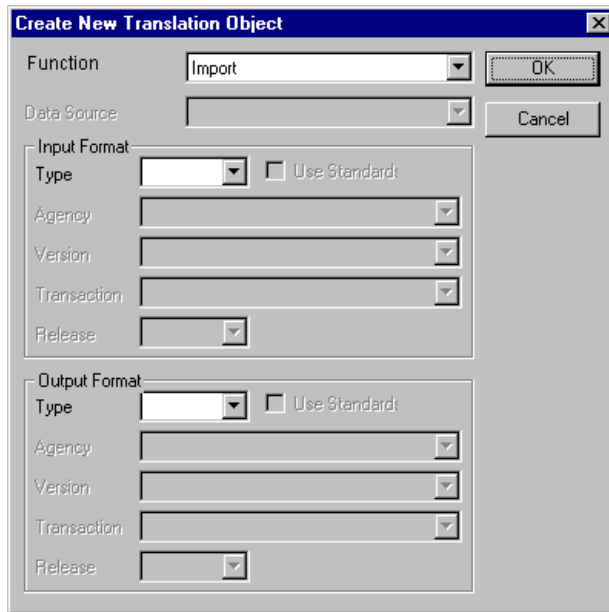 Create New Translation Object
Function
Import
OK
Data Source
Cancel
Input Format
Type
Use Standards
Agency
Version
Transaction
Release
Output Format
Type
Use Standards
Agency
Version
Transaction
Release